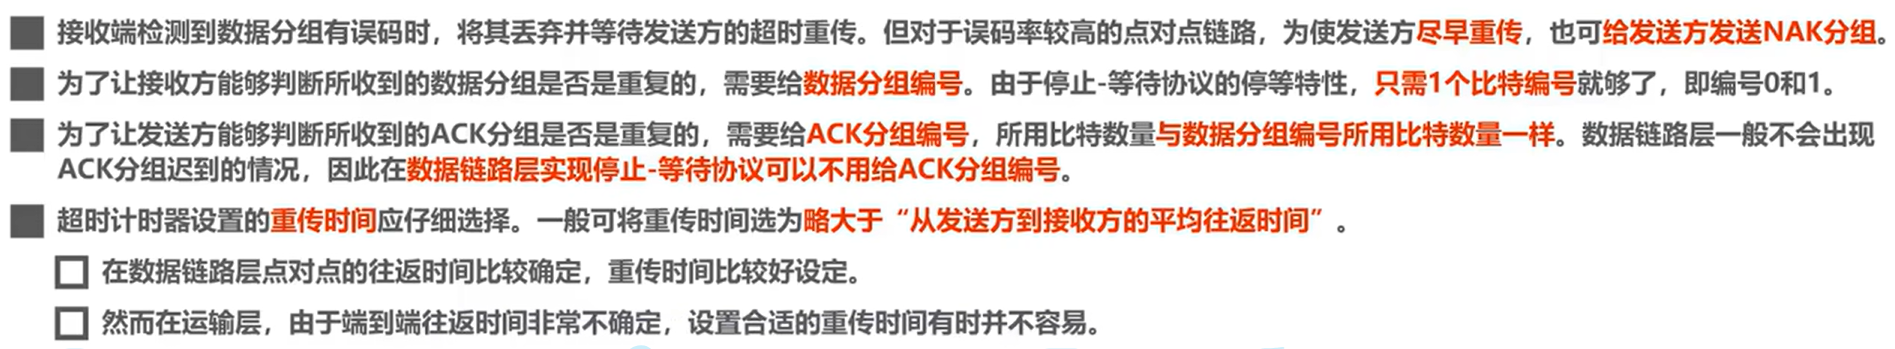 接收端检测到数据分组有误码时，将其丢弃并等待发送方的超时重传。但对于误码率较高的点对点链路，为使发送方尽早重传，也可给发送方发送NAK分组。
为了让接收方能够判断所收到的数据分组是否是重复的，需要给数据分组编号。由于停止-等待协议的停等特性，只需1个比特编号就够了，即编号0和1。
为了让发送方能够判断所收到的ACK分组是否是重复的，需要给ACK分组编号，所用比特数量与数据分组编号所用比特数量一样。数据链路层一般不会出现
ACK分组迟到的情况，因此在数据链路层实现停止-等待协议可以不用给ACK分组编号。
超时计时器设置的重传时间应仔细选择。一般可将重传时间选为略大于“从发送方到接收方的平均往返时间”。
在数据链路层点对点的往返时间比较确定，重传时间比较好设定。
然而在运输层，由于端到端往返时间非常不确定，设置合适的重传时间有时并不容易。